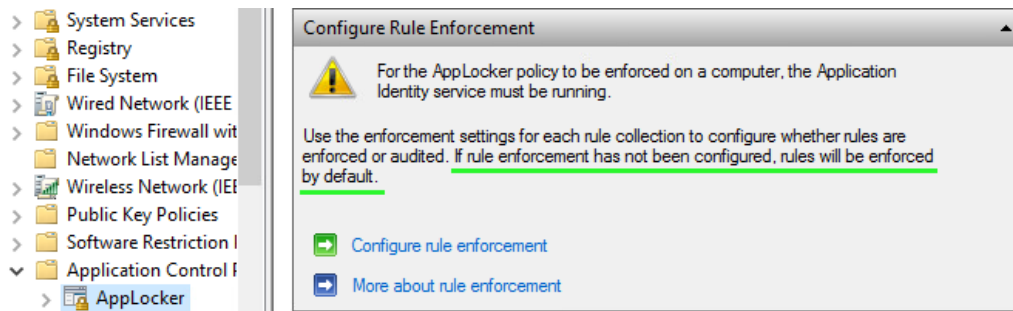 System Services
Registry
File System
Wired Network (IEEE
Windows Firewall wit
Network List Manage
Wireless Network (IEE
Public Key Policies
Software Restriction
Application Control
AppLocker
Configure Rule Enforcement
For the AppLocker policy to be enforced on a computer, the Application
Identity service must be running.
Use the enforcement settings for each rule collection to configure whether rules are
enforced or audited. If rule enforcement has not been configured, rules will be enforced
by default.
Configure rule enforcement
More about rule enforcement